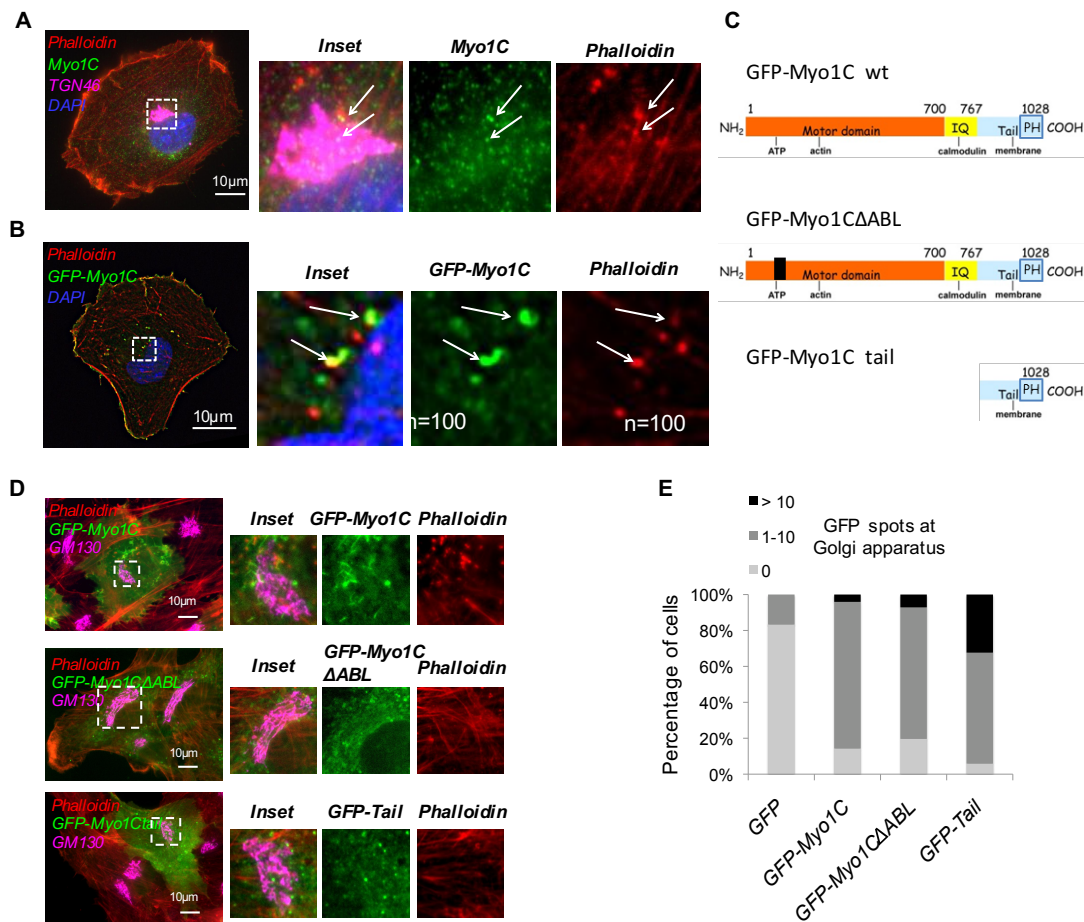 A
Phalloidin
Myo1C
TGN46
DAPI
10µm
Inset
Myo1C
Phalloidin
B
Phalloidin
GFP-Myo1C
DAPI
10µm
Inset
GFP-Myo1C
n=100
Phalloidin
n=100
C
GFP-Myo1C wt
1 700 767 1028
NH2 Motor domain IQ Tail PH COOH
ATP actin calmodulin membrane
GFP-Myo1CΔABL
1 700 767 1028
NH2 Motor domain IQ Tail PH COOH
ATP actin calmodulin membrane
GFP-Myo1C tail
1028
Tail PH COOH
membrane
D
Phalloidin
GFP-Myo1C
GM130
10µm
Inset
GFP-Myo1C
Phalloidin
Phalloidin
GFP-Myo1CΔABL
GM130
10µm
Inset
GFP-Myo1C
ΔABL
Phalloidin
Phalloidin
GFP-Myo1Ctail
GM130
10µm
Inset
GFP-Tail
Phalloidin
E
> 10
1-10
0
GFP spots at
Golgi apparatus
Percentage of cells
100%
80%
60%
40%
20%
0%
GFP
GFP-Myo1C
GFP-Myo1CΔABL
GFP-Tail